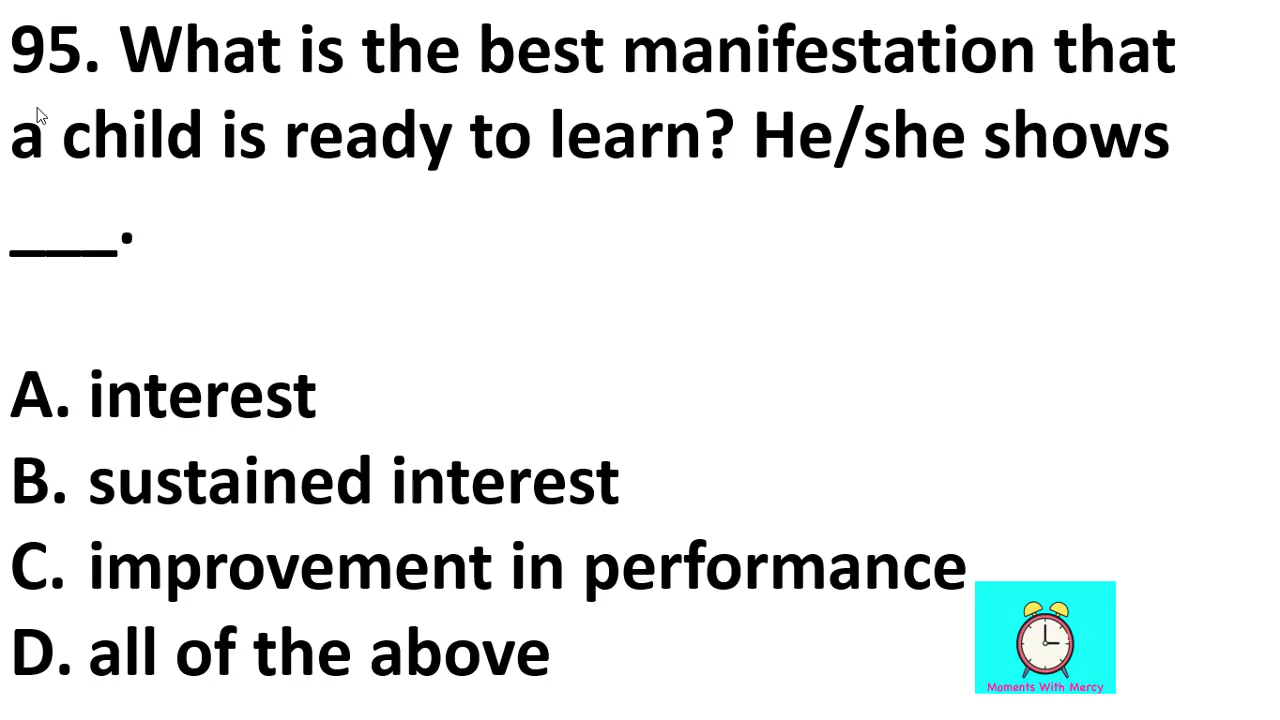 95. What is the best manifestation that
a child is ready to learn? He/she shows
___.
A. interest
B. sustained interest
C. improvement in performance
D. all of the above
Moments With Mercy